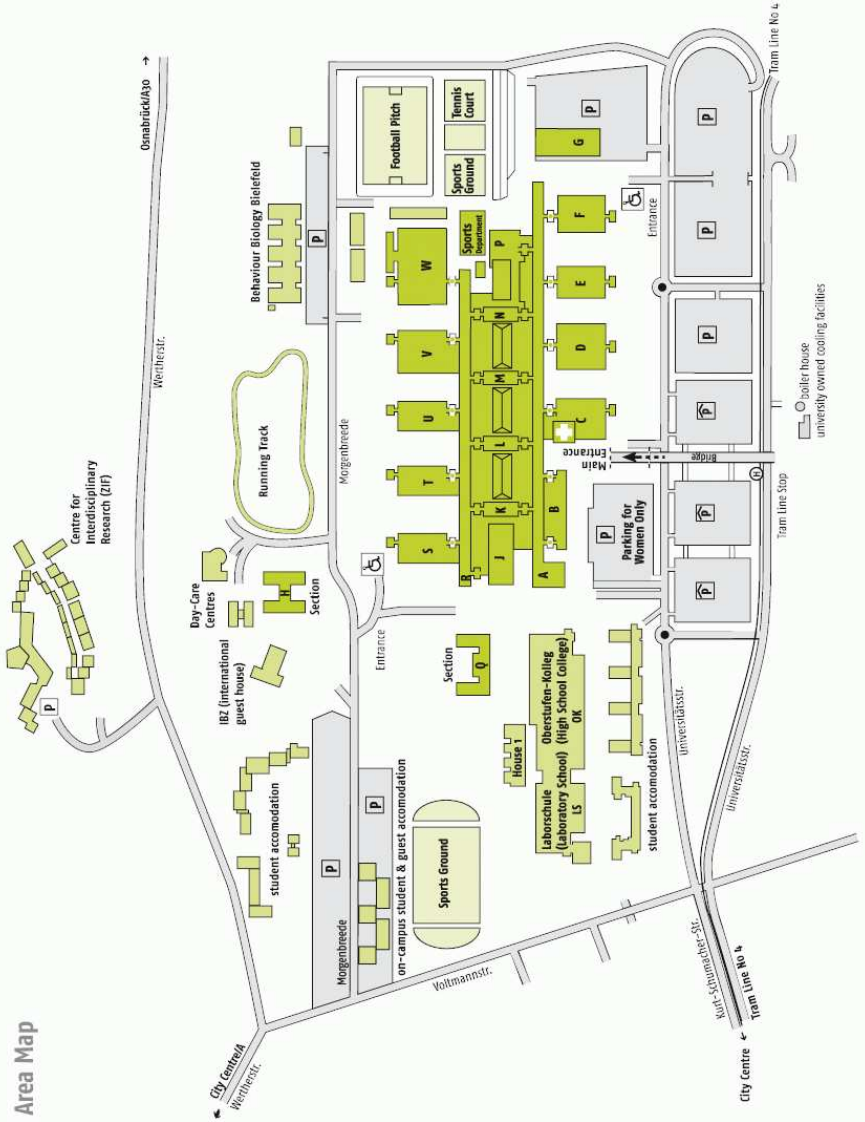 Area Map
Osnabrück/A30
Wertherstr.
City Centre/A
Wertherstr.
Centre for
Interdisciplinary
Research (ZIF)
P
Behaviour Biology Bielefeld
P
Running Track
Day-Care
Centres
H
Section
IBZ (international
guest house)
student accomodation
Morgenbreede
P
Morgenbreede
P
on-campus student & guest accomodation
Sports Ground
Voltmannstr.
Entrance
Football Pitch
Tennis
Court
Sports
Ground
Sports
Department
S
T
U
V
W
R
J
K
L
M
N
P
A
B
C
D
E
F
G
P
Section
Q
House 1
Laborschule
(Laboratory School)
LS
Oberstufen-Kolleg
(High School College)
OK
student accomodation
Main
Entrance
Entrance
P
Parking for
Women Only
Bridge
P
P
P
P
P
P
H
Tram Line Stop
Universitätsstr.
Universitätsstr.
Kurt-Schumacher-Str.
Tram Line No 4
City Centre
Tram Line No 4
boiler house
university owned cooling facilities